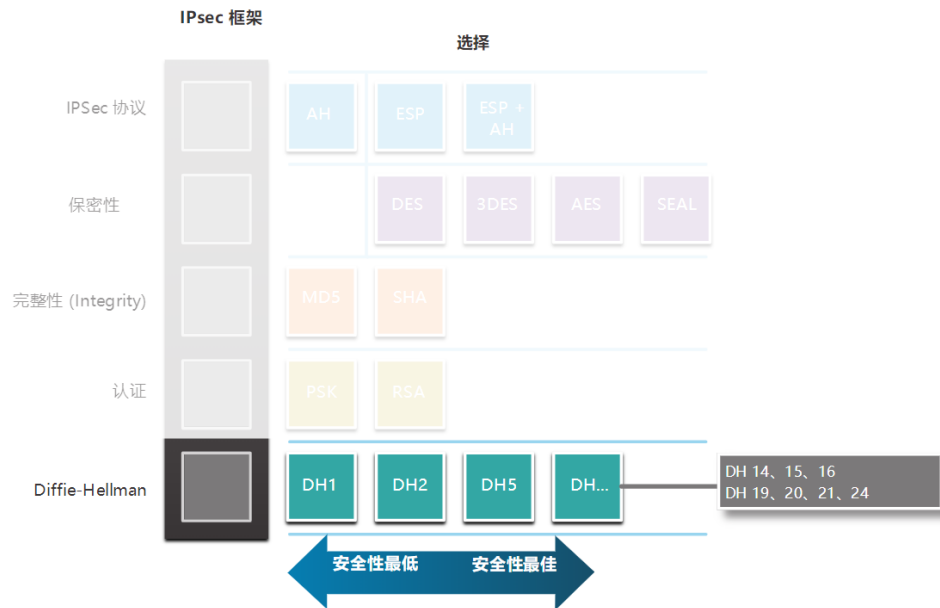 IPsec 框架
选择
IPSec 协议
AH
ESP
ESP +
AH
保密性
DES
3DES
AES
SEAL
完整性 (Integrity)
MD5
SHA
认证
PSK
RSA
Diffie-Hellman
DH1
DH2
DH5
DH...
DH 14、15、16
DH 19、20、21、24
安全性最低
安全性最佳